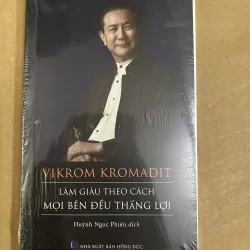 VIKROM KROMADIT
LÀM GIÀU THEO CÁCH
MỌI BÊN ĐỀU THẮNG LỢI
Huỳnh Ngọc Phiên dịch
NHÀ XUẤT BẢN HỒNG ĐỨC